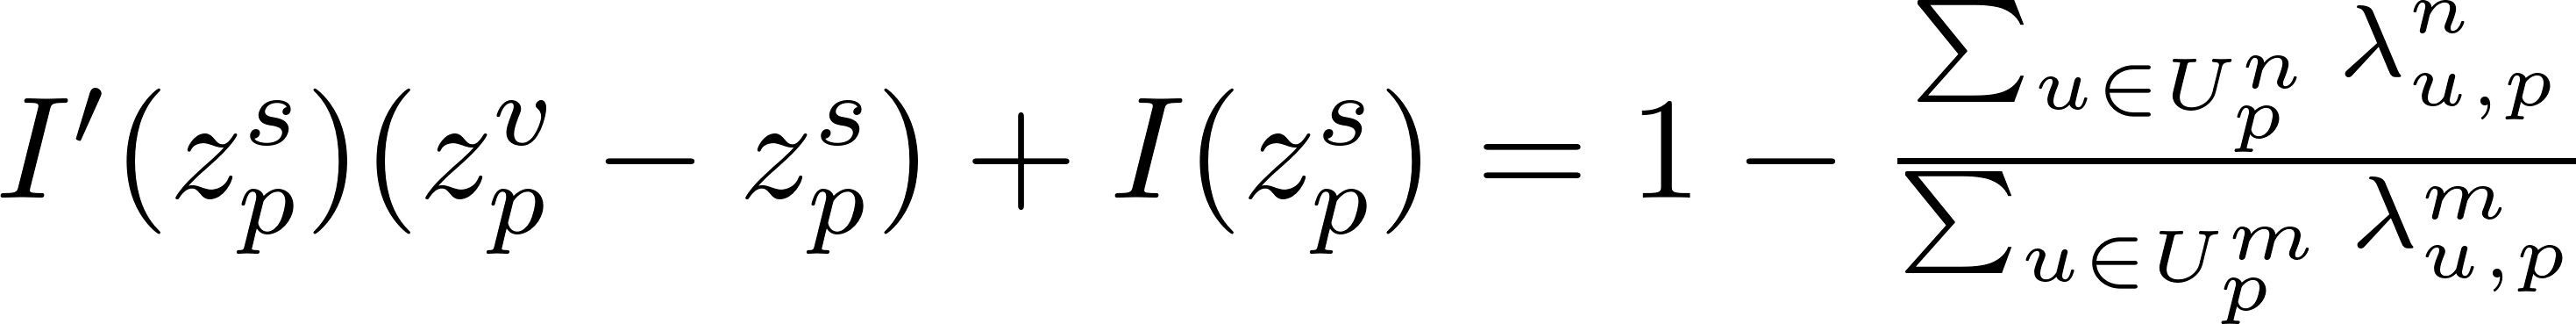 $I'(z_p^s)(z_p^v - z_p^s) + I(z_p^s) = 1 - \frac{\sum_{u \in U_p^n} \lambda_{u,p}^n}{\sum_{u \in U_p^m} \lambda_{u,p}^m}$